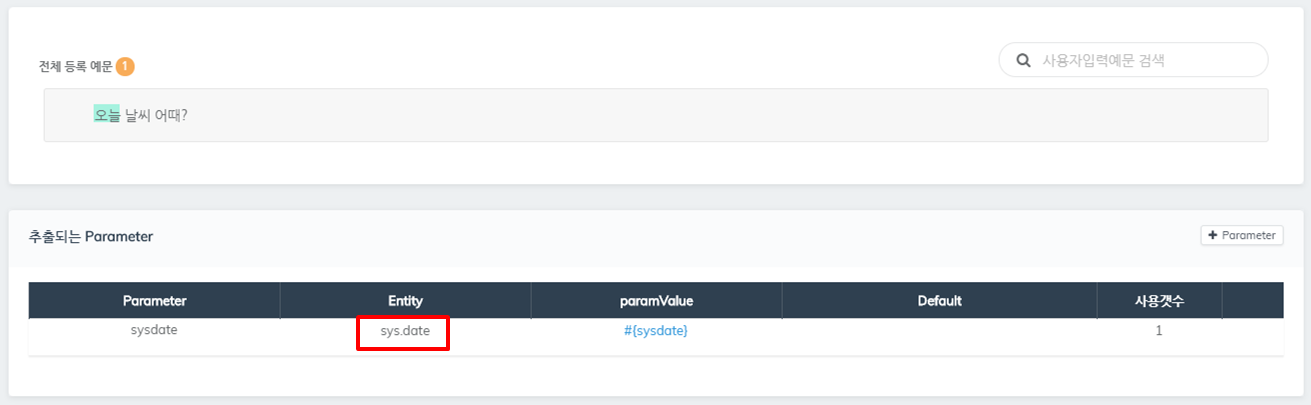 전체 등록 예문 1
사용자입력예문 검색
오늘 날씨 어때?
추출되는 Parameter
+ Parameter
Parameter Entity paramValue Default 사용갯수
sysdate sys.date #{sysdate} 1